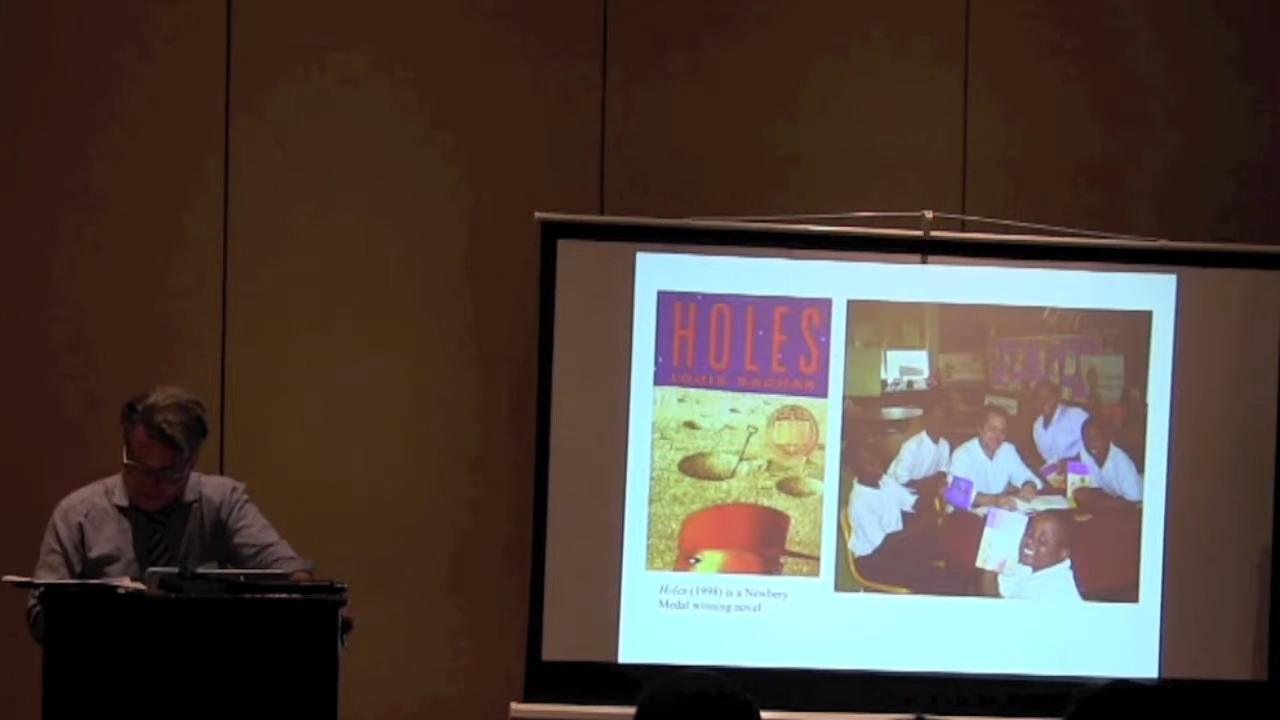 HOLES
LOUIS SACHAR
Holes (1998) is a Newbery
Medal winning novel